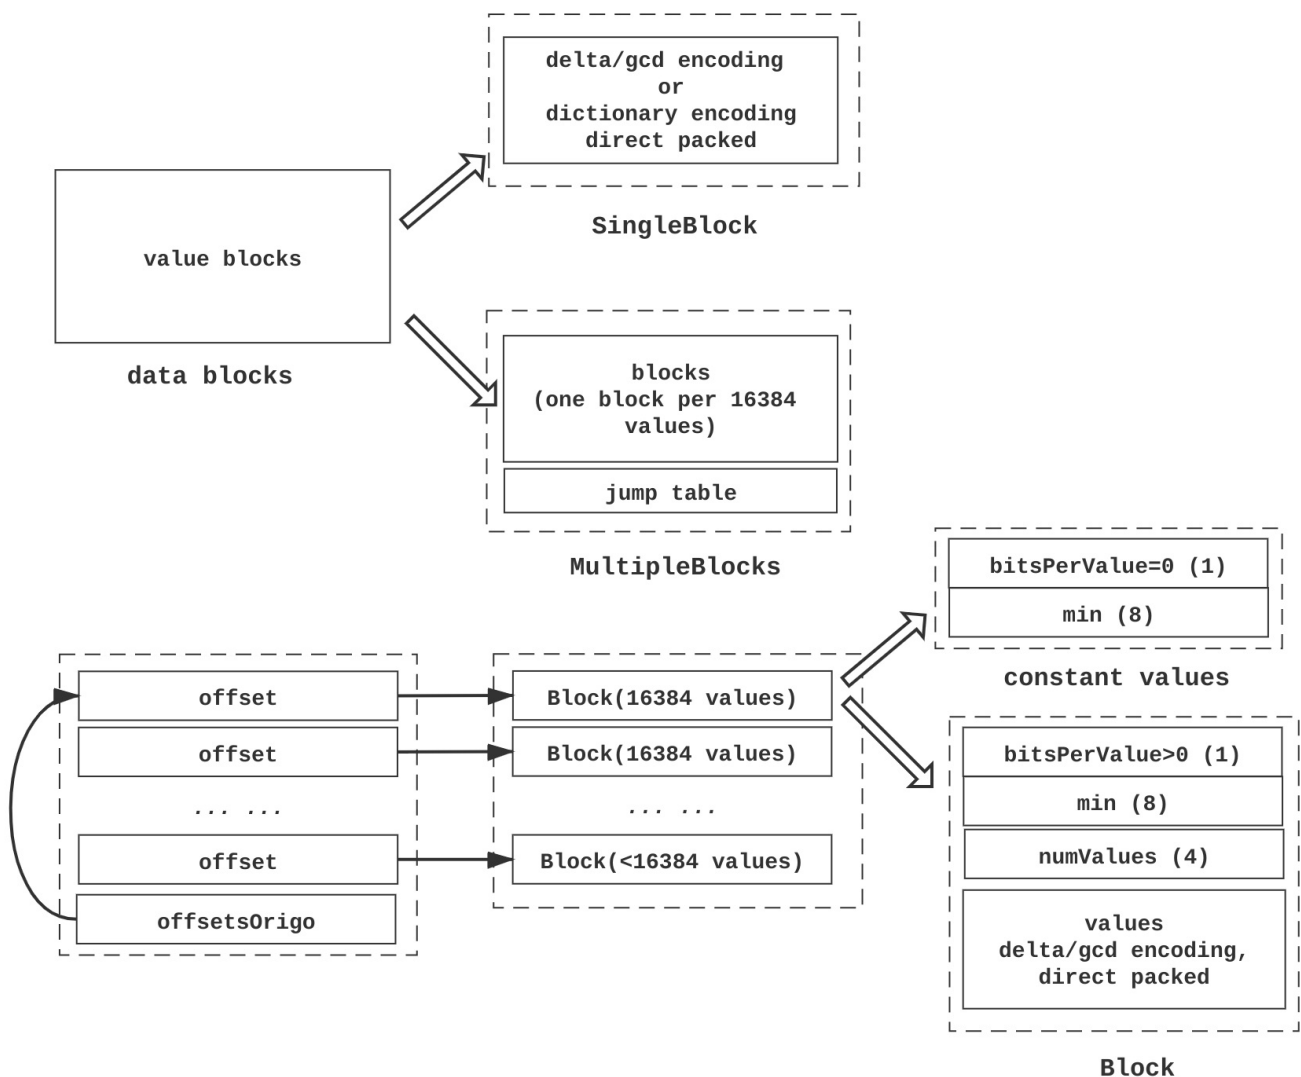 delta/gcd encoding
or
dictionary encoding
direct packed
SingleBlock
value blocks
data blocks
blocks
(one block per 16384
values)
jump table
MultipleBlocks
offset
offset
... ...
offset
offsetsOrigo
Block(16384 values)
Block(16384 values)
... ...
Block(<16384 values)
bitsPerValue=0 (1)
min (8)
constant values
bitsPerValue>0 (1)
min (8)
numValues (4)
values
delta/gcd encoding,
direct packed
Block